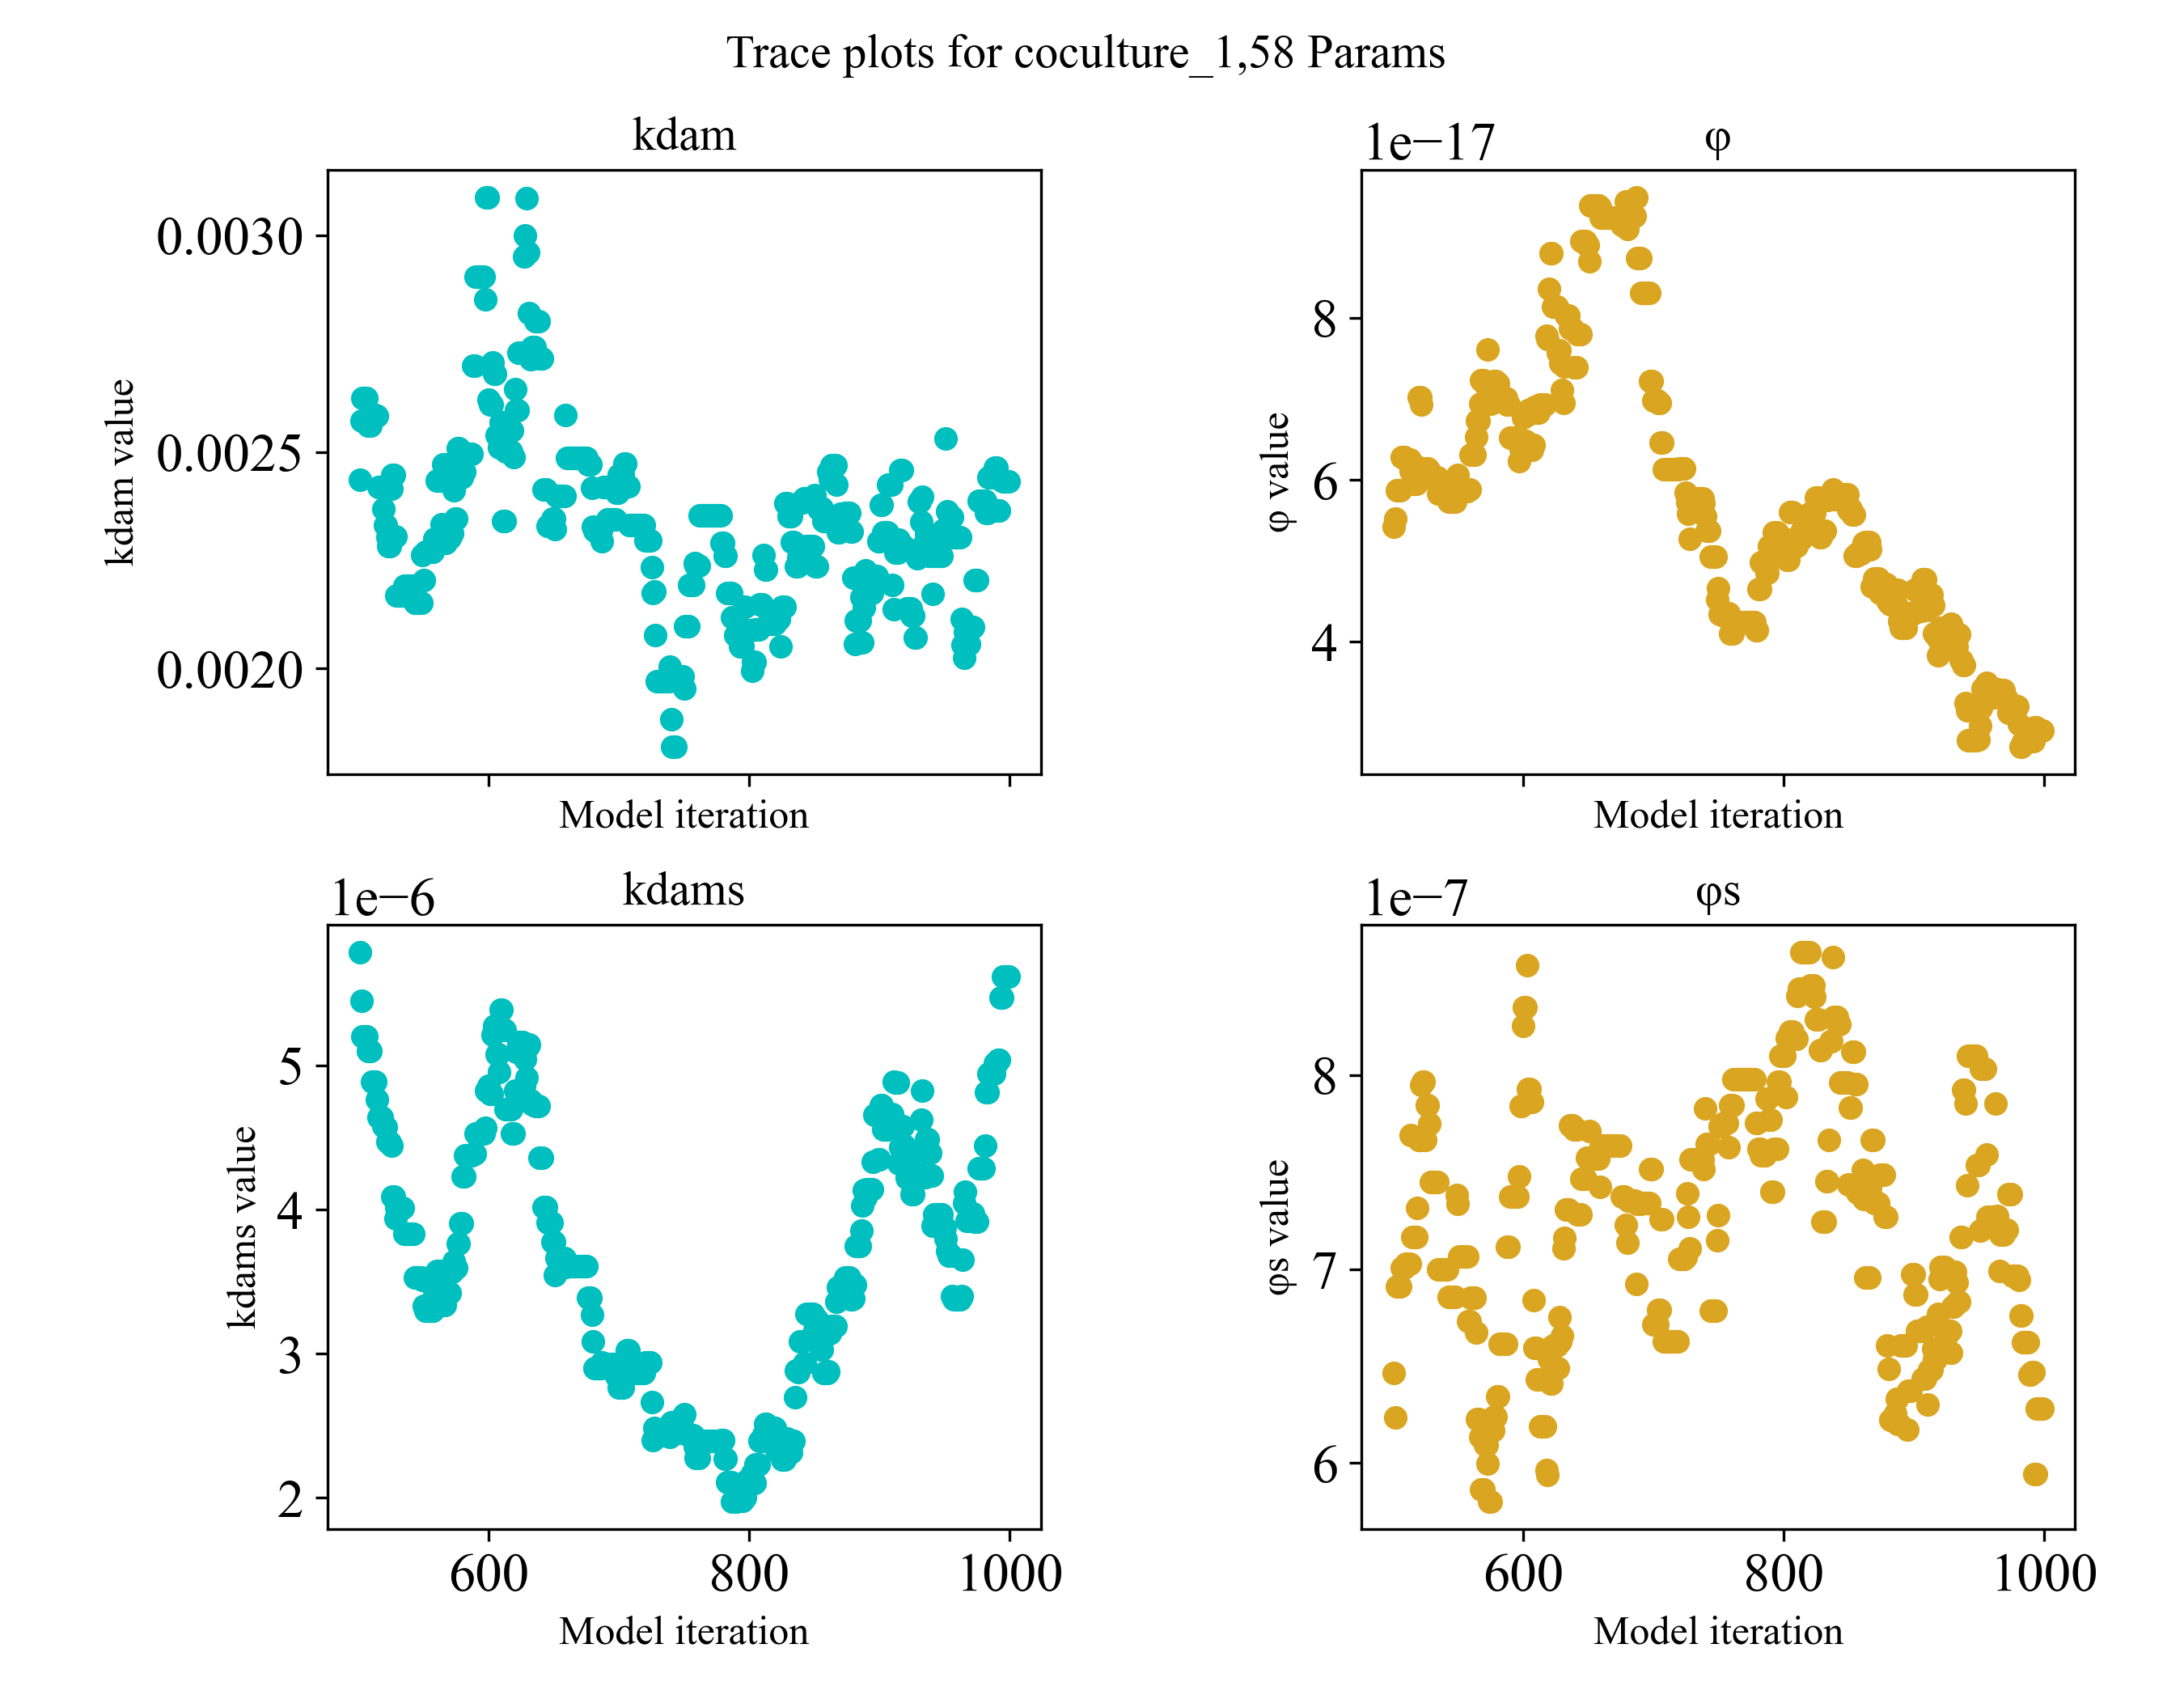 Trace plots for coculture_1,58 Params
kdam
kdam value
0.0030
0.0025
0.0020
Model iteration
1e−17
φ
φ value
8
6
4
Model iteration
1e−6
kdams
kdams value
5
4
3
2
600
800
1000
Model iteration
1e−7
φs
φs value
8
7
6
600
800
1000
Model iteration